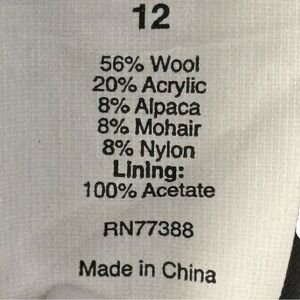 12
56% Wool
20% Acrylic
8% Alpaca
8% Mohair
8% Nylon
Lining:
100% Acetate
RN77388
Made in China